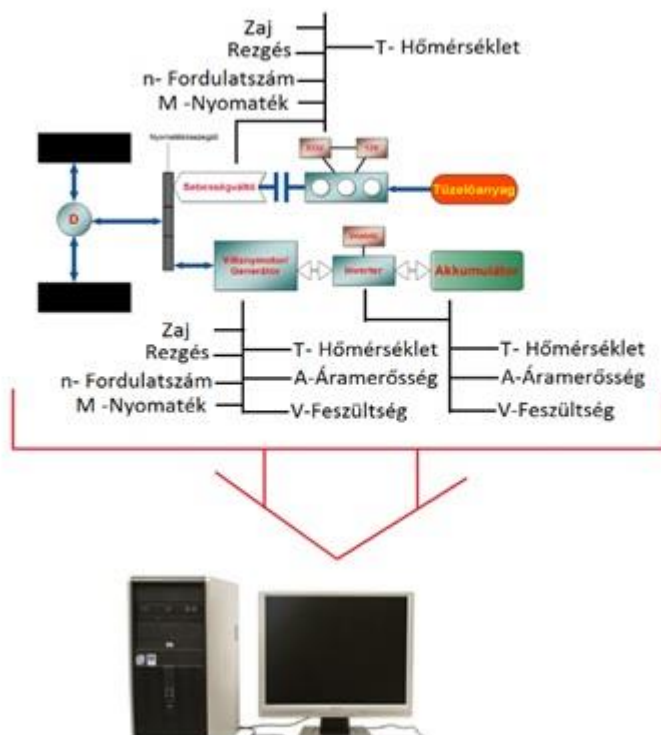 Zaj
Rezgés
n- Fordulatszám
M -Nyomaték
T- Hőmérséklet
Sebességváltó
Tüzelőanyag
D
Villanymotor/
Generátor
Inverter
Akkumulátor
Zaj
Rezgés
n- Fordulatszám
M -Nyomaték
T- Hőmérséklet
A-Áramerősség
V-Feszültség
T- Hőmérséklet
A-Áramerősség
V-Feszültség